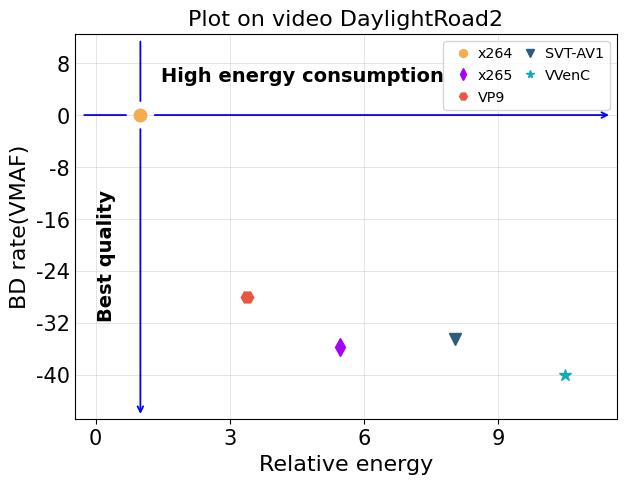 Plot on video DaylightRoad2
High energy consumption
x264
x265
VP9
SVT-AV1
VVenC
BD rate(VMAF)
8
0
-8
-16
-24
-32
-40
Best quality
0 3 6 9
Relative energy